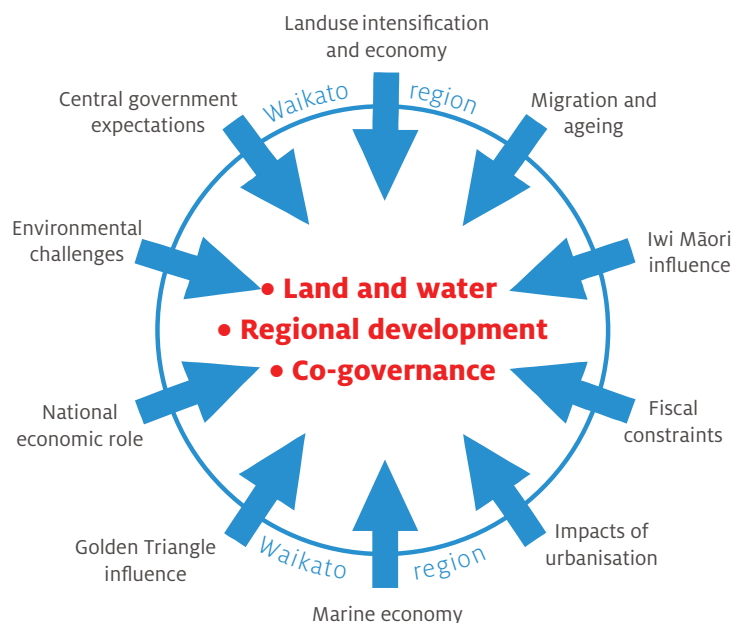 Landuse intensification
and economy
Waikato region
Central government
expectations
Migration and
ageing
Environmental
challenges
Iwi Māori
influence
• Land and water
• Regional development
• Co-governance
National
economic role
Fiscal
constraints
Golden Triangle
influence
Impacts of
urbanisation
Waikato region
Marine economy